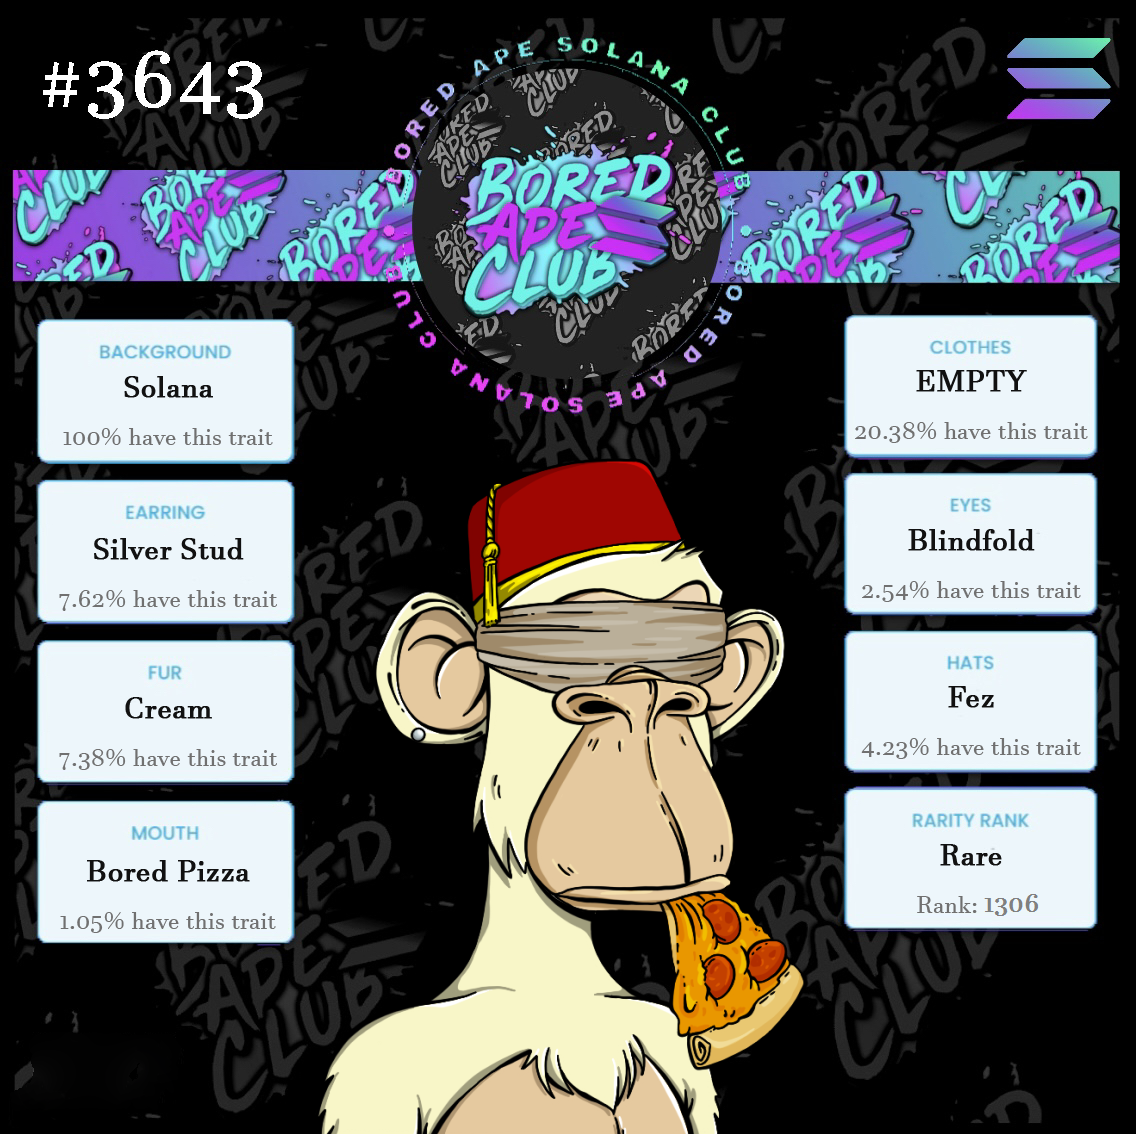 #3643
BORED APE SOLANA CLUB
BORED APE SOLANA CLUB
BORED
APE
CLUB
BACKGROUND
Solana
100% have this trait
EARRING
Silver Stud
7.62% have this trait
FUR
Cream
7.38% have this trait
MOUTH
Bored Pizza
1.05% have this trait
CLOTHES
EMPTY
20.38% have this trait
EYES
Blindfold
2.54% have this trait
HATS
Fez
4.23% have this trait
RARITY RANK
Rare
Rank: 1306